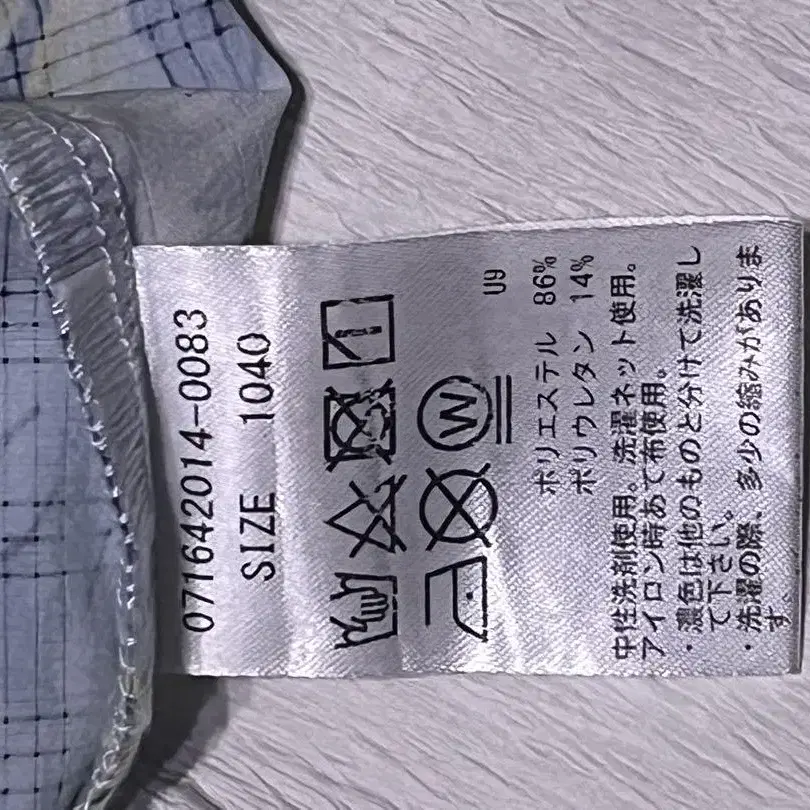 071642014-0083
SIZE 1040
W
U9
ポリエステル 86%
ポリウレタン 14%
中性洗剤使用。洗濯ネット使用。
アイロン時あて布使用。
・濃色は他のものと分けて洗濯し
て下さい。
・洗濯の際、多少の縮みがありま
す。